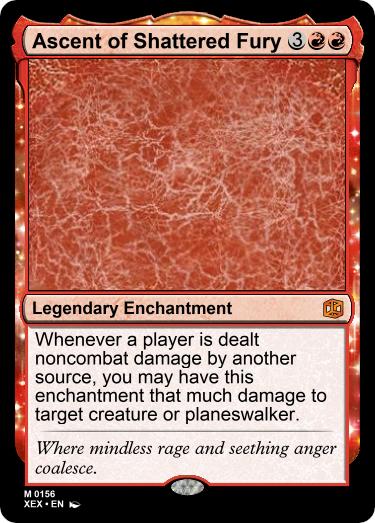 Ascent of Shattered Fury 3
Legendary Enchantment
Whenever a player is dealt
noncombat damage by another
source, you may have this
enchantment that much damage to
target creature or planeswalker.
Where mindless rage and seething anger
coalesce.
M 0156
XEX • EN